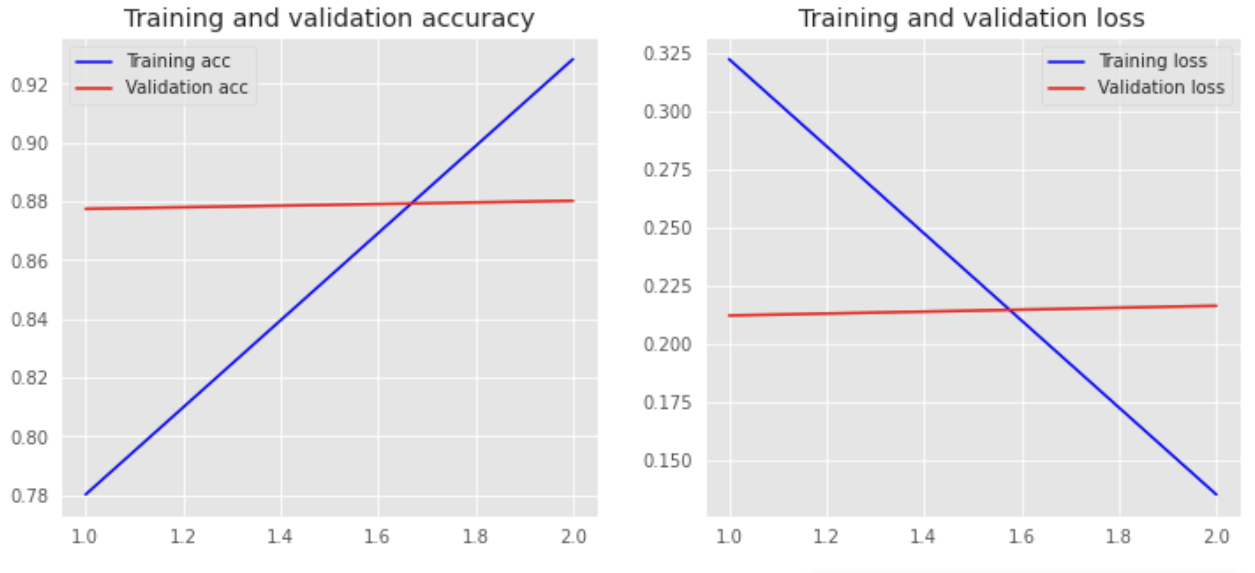 Training and validation accuracy
Training acc
Validation acc
0.92
0.90
0.88
0.86
0.84
0.82
0.80
0.78
1.0 1.2 1.4 1.6 1.8 2.0
Training and validation loss
Training loss
Validation loss
0.325
0.300
0.275
0.250
0.225
0.200
0.175
0.150
1.0 1.2 1.4 1.6 1.8 2.0